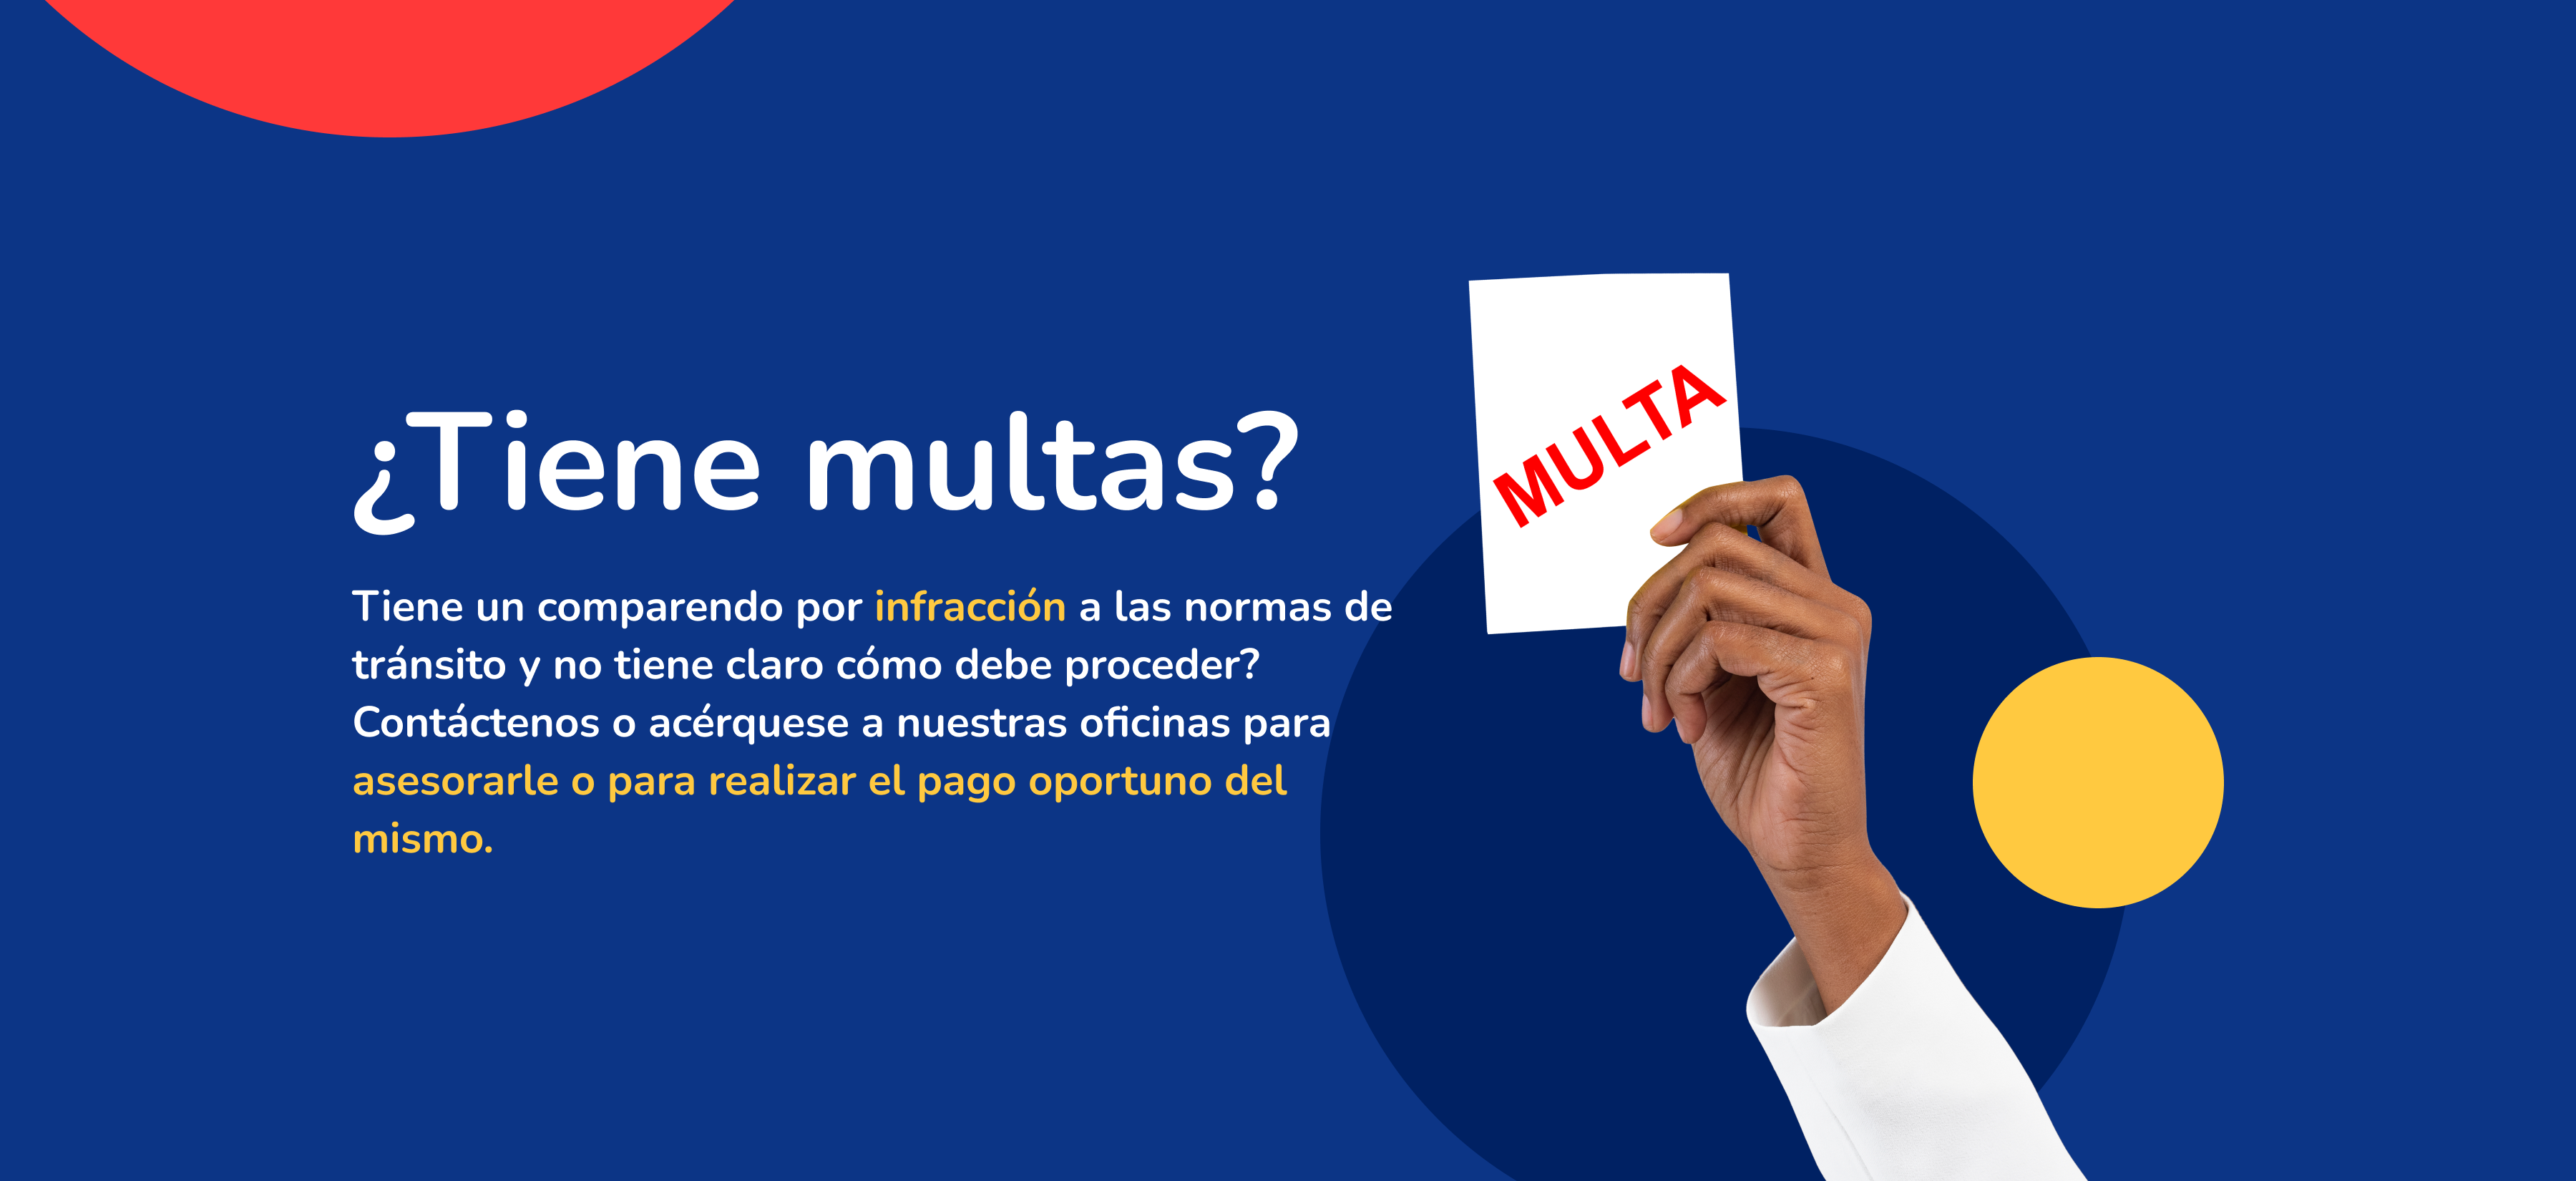 ¿Tiene multas?
Tiene un comparendo por infracción a las normas de
tránsito y no tiene claro cómo debe proceder?
Contáctenos o acérquese a nuestras oficinas para
asesorarle o para realizar el pago oportuno del
mismo.
MULTA